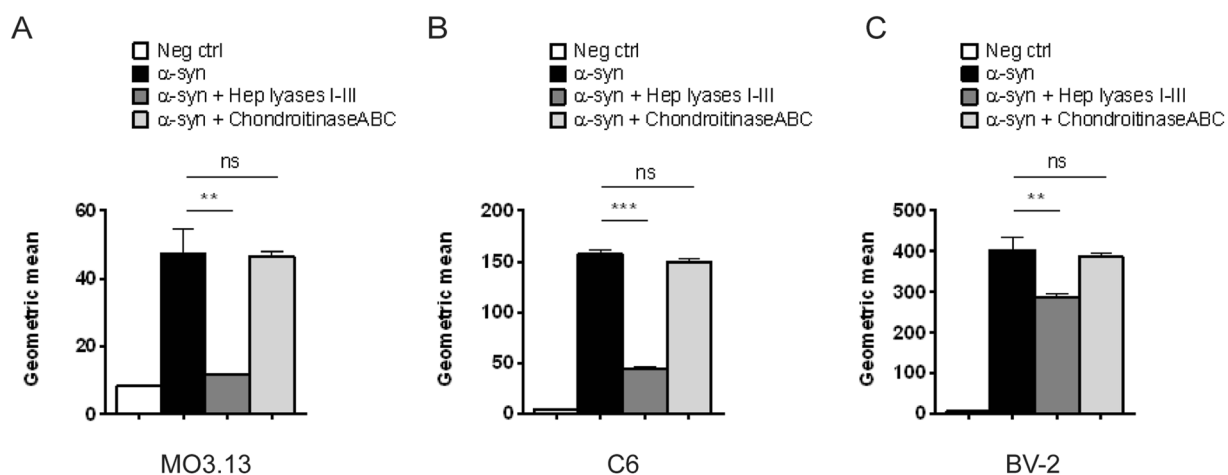 A
Neg ctrl
α-syn
α-syn + Hep lyases I-III
α-syn + ChondroitinaseABC
ns
**
60
40
20
0
Geometric mean
MO3.13
B
Neg ctrl
α-syn
α-syn + Hep lyases I-III
α-syn + ChondroitinaseABC
ns
***
200
150
100
50
0
Geometric mean
C6
C
Neg ctrl
α-syn
α-syn + Hep lyases I-III
α-syn + ChondroitinaseABC
ns
**
500
400
300
200
100
0
Geometric mean
BV-2